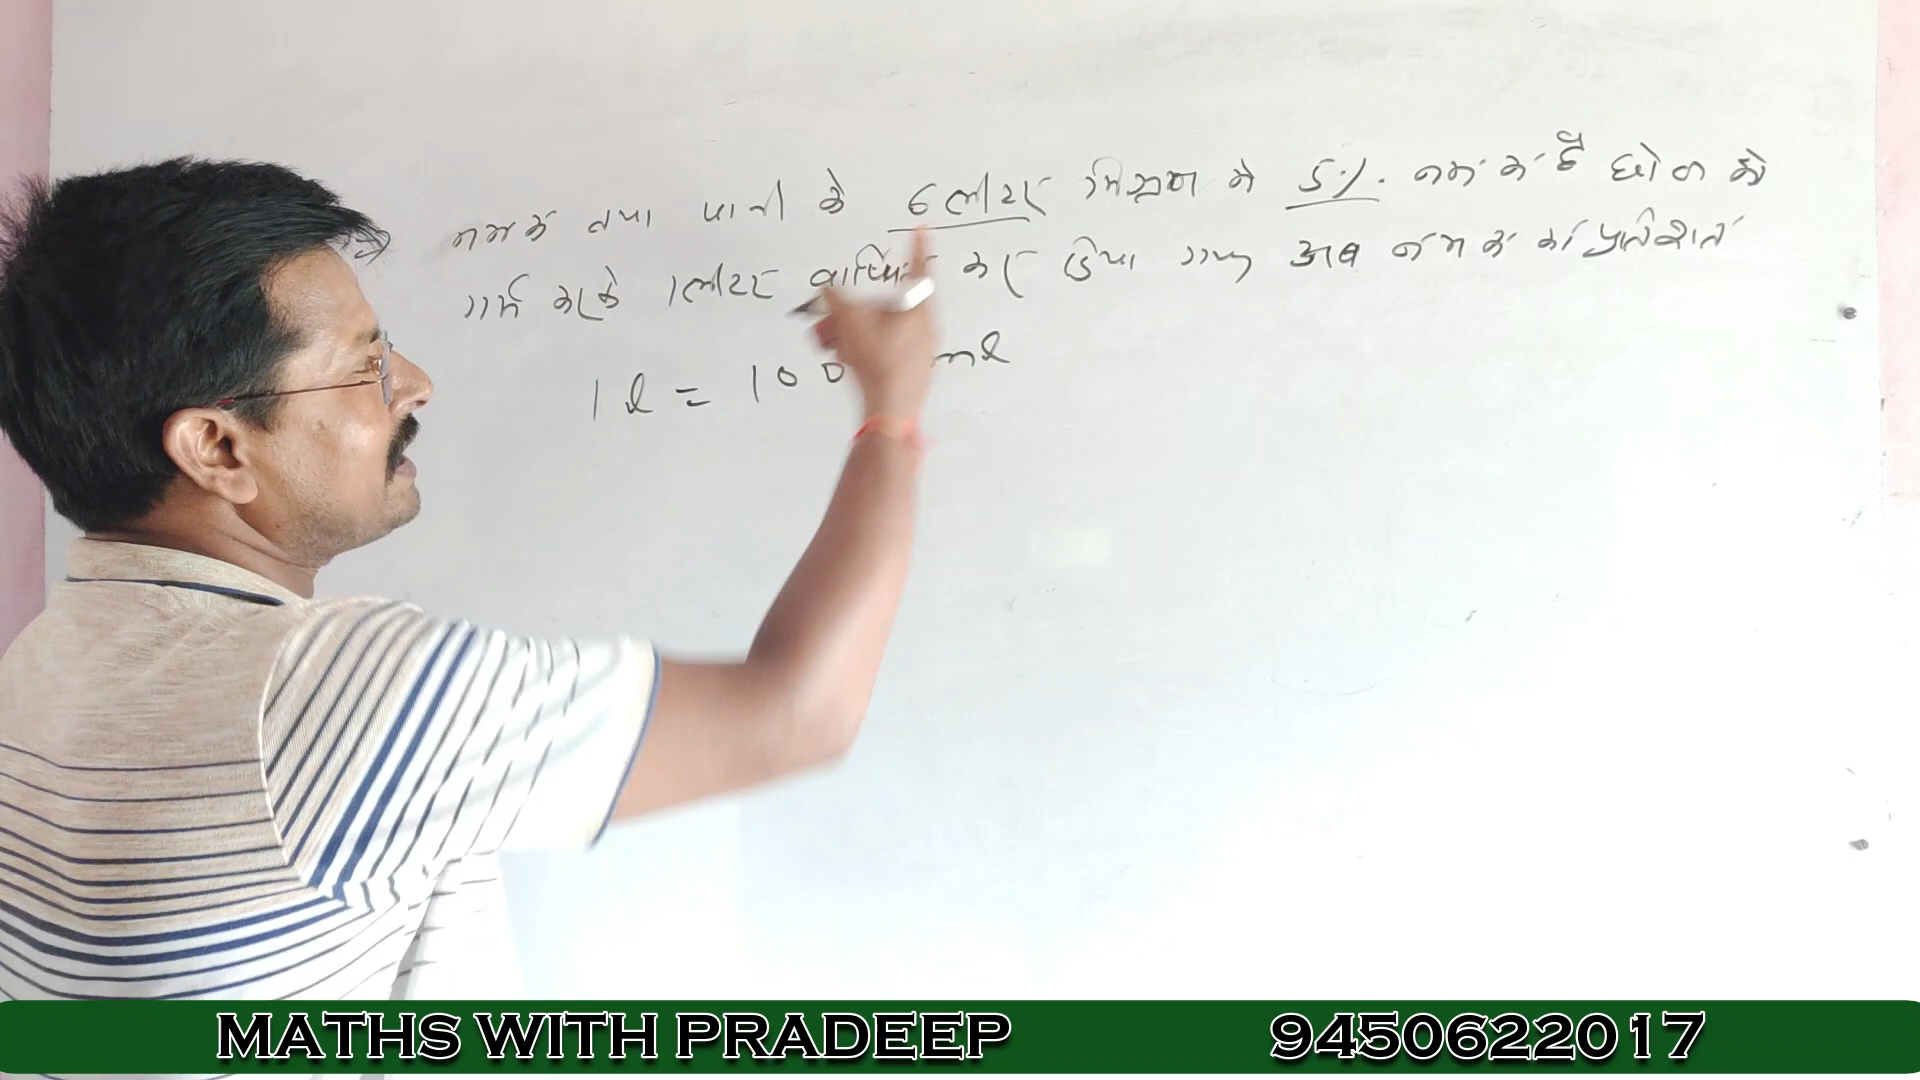 ⇒ नमक तथा पानी के 6 लीटर मिश्रण मे 5%. नमक है घोल को
गर्म करके 1 लीटर वाष्पित कर दिया गया अब नमक का प्रतिशत
1 l = 100 ml
MATHS WITH PRADEEP 9450622017